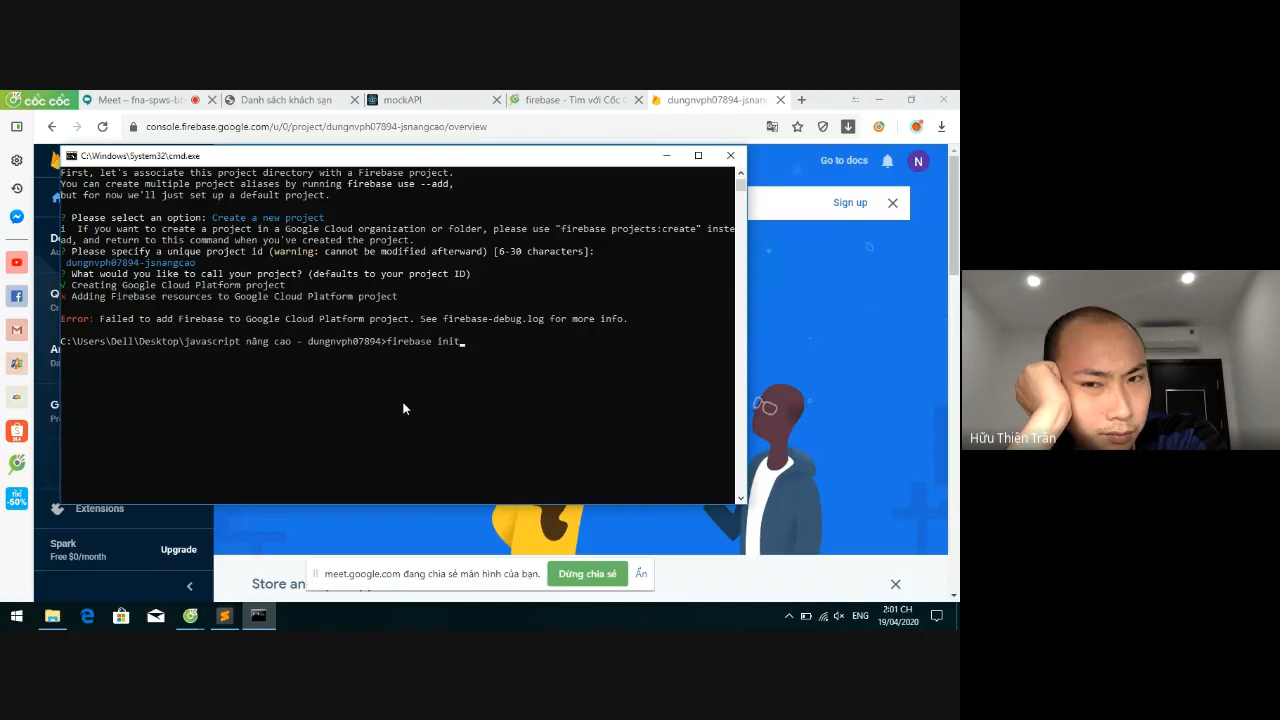 cốc cốc
Meet – fna-spws-bt
Danh sách khách sạn
mockAPI
firebase - Tìm với Cốc C
dungnvph07894-jsnangcao
console.firebase.google.com/u/0/project/dungnvph07894-jsnangcao/overview
C:\Windows\System32\cmd.exe
Go to docs
N
Sign up
First, let's associate this project directory with a Firebase project.
You can create multiple project aliases by running firebase use --add,
but for now we'll just set up a default project.
? Please select an option: Create a new project
i  If you want to create a project in a Google Cloud organization or folder, please use "firebase projects:create" inste
ad, and return to this command when you've created the project.
? Please specify a unique project id (warning: cannot be modified afterward) [6-30 characters]:
dungnvph07894-jsnangcao
? What would you like to call your project? (defaults to your project ID)
√ Creating Google Cloud Platform project
× Adding Firebase resources to Google Cloud Platform project
Error: Failed to add Firebase to Google Cloud Platform project. See firebase-debug.log for more info.
C:\Users\Dell\Desktop\javascript nâng cao - dungnvph07894>firebase init_
Hữu Thiện Trần
TIKI
-50%
Extensions
Spark
Free $0/month
Upgrade
Store an
meet.google.com đang chia sẻ màn hình của bạn.
Dừng chia sẻ
Ẩn
ENG
2:01 CH
19/04/2020